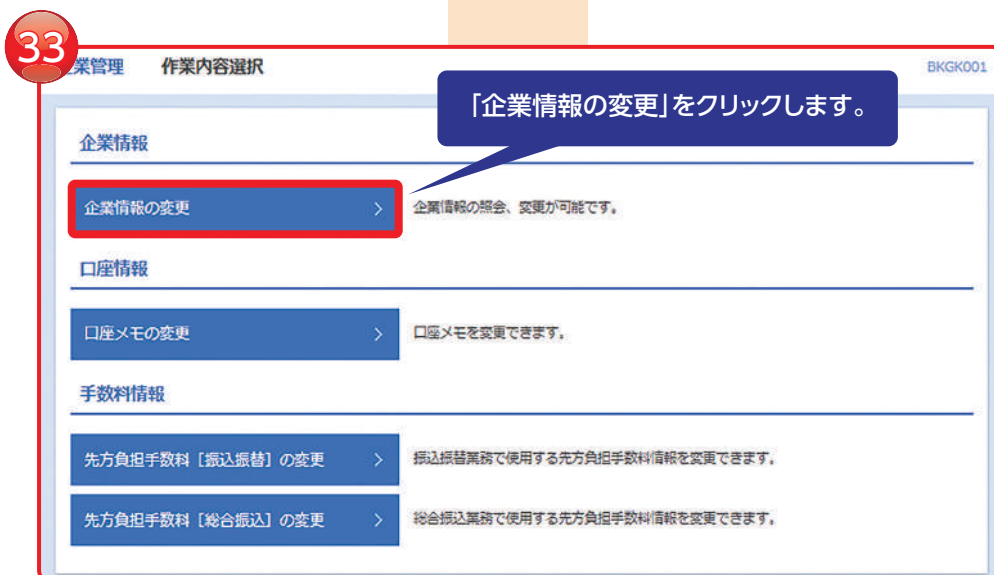 33
業管理 作業内容選択
BKGK001
「企業情報の変更」をクリックします。
企業情報
企業情報の変更
企業情報の照会、変更が可能です。
口座情報
口座メモの変更
口座メモを変更できます。
手数料情報
先方負担手数料［振込振替］の変更
振込振替業務で使用する先方負担手数料情報を変更できます。
先方負担手数料［総合振込］の変更
総合振込業務で使用する先方負担手数料情報を変更できます。